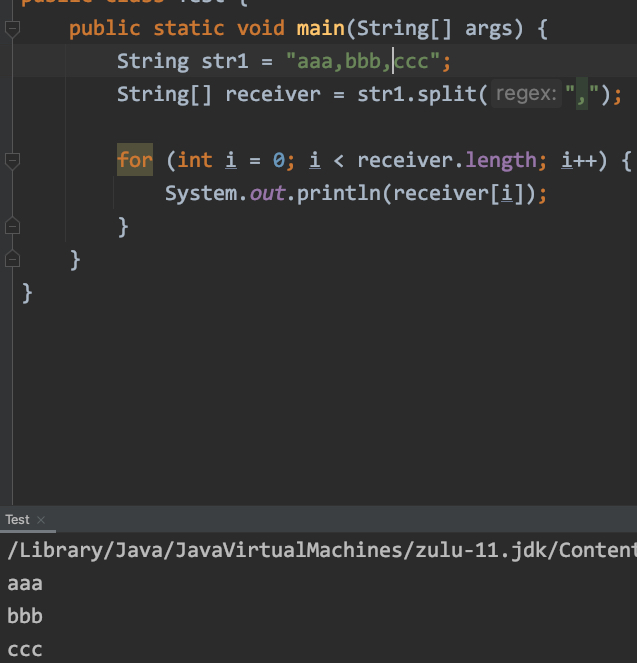 public class Test {
public static void main(String[] args) {
String str1 = "aaa,bbb,ccc";
String[] receiver = str1.split( regex: ",");
for (int i = 0; i < receiver.length; i++) {
System.out.println(receiver[i]);
}
}
}
Test ×
/Library/Java/JavaVirtualMachines/zulu-11.jdk/Content
aaa
bbb
ccc